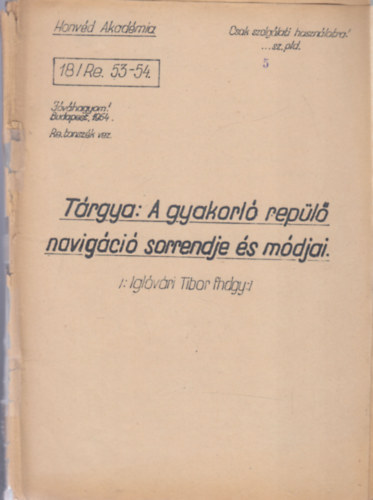 Honvéd Akadémia
Csak szolgálati használatra!
...sz. pld.
5
18/Re. 53-54.
Jóváhagyom!
Budapest, 1954.
Re. tanszék vez.
Tárgya: A gyakorló repülő
navigáció sorrendje és módjai.
/: Iglóvári Tibor fhdgy:/